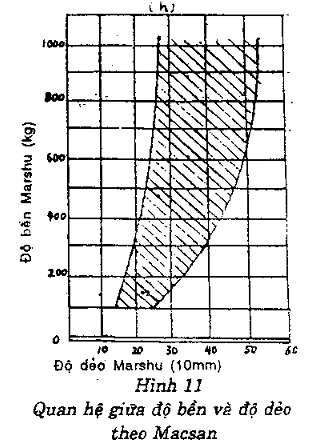 (h)
1000
800
600
400
200
0
10 20 30 40 50 60
Độ bền Marshu (kg)
Độ dẻo Marshu (10mm)
Hình 11
Quan hệ giữa độ bền và độ dẻo
theo Macsan